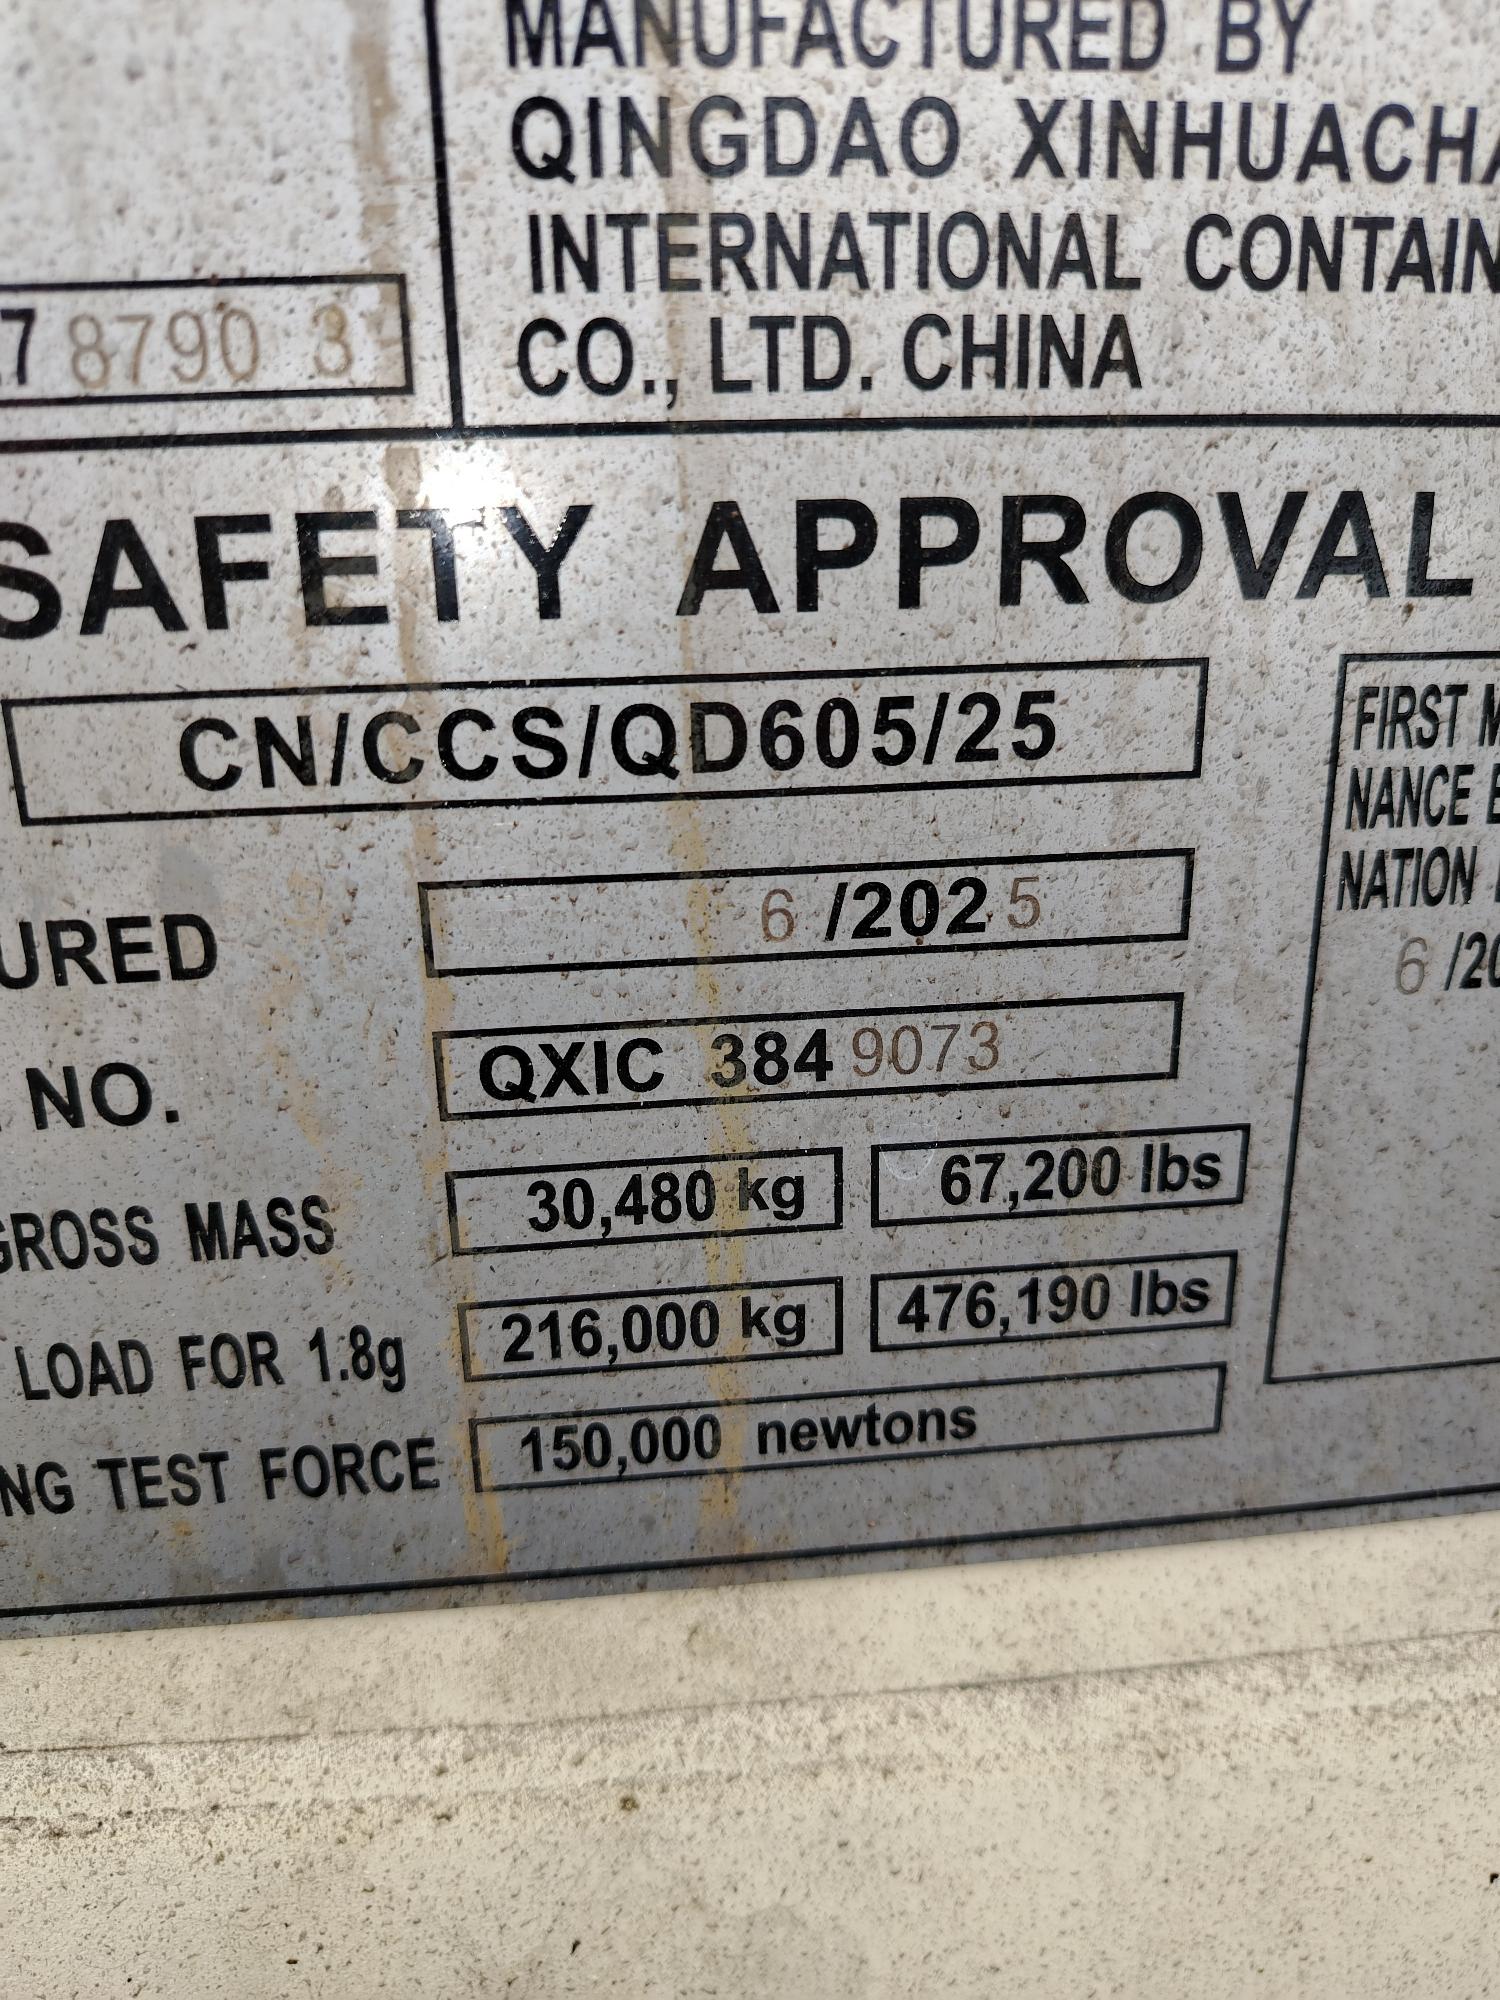 MANUFACTURED BY
QINGDAO XINHUACHA
INTERNATIONAL CONTAIN
CO., LTD. CHINA
7 8790 3
SAFETY APPROVAL
CN/CCS/QD605/25
FIRST M
NANCE E
NATION
6 /20
URED 6 /202 5
NO. QXIC 384 9073
GROSS MASS 30,480 kg 67,200 lbs
LOAD FOR 1.8g 216,000 kg 476,190 lbs
NG TEST FORCE 150,000 newtons